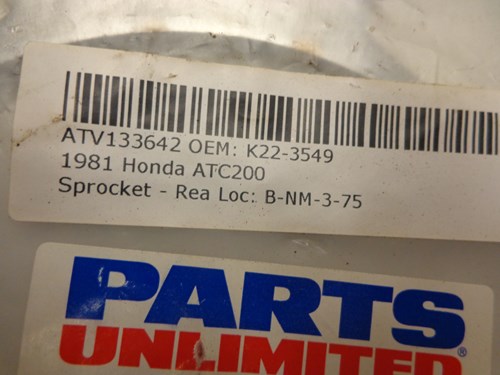 ATV133642 OEM: K22-3549
1981 Honda ATC200
Sprocket - Rea Loc: B-NM-3-75
PARTS
UNLIMITED®